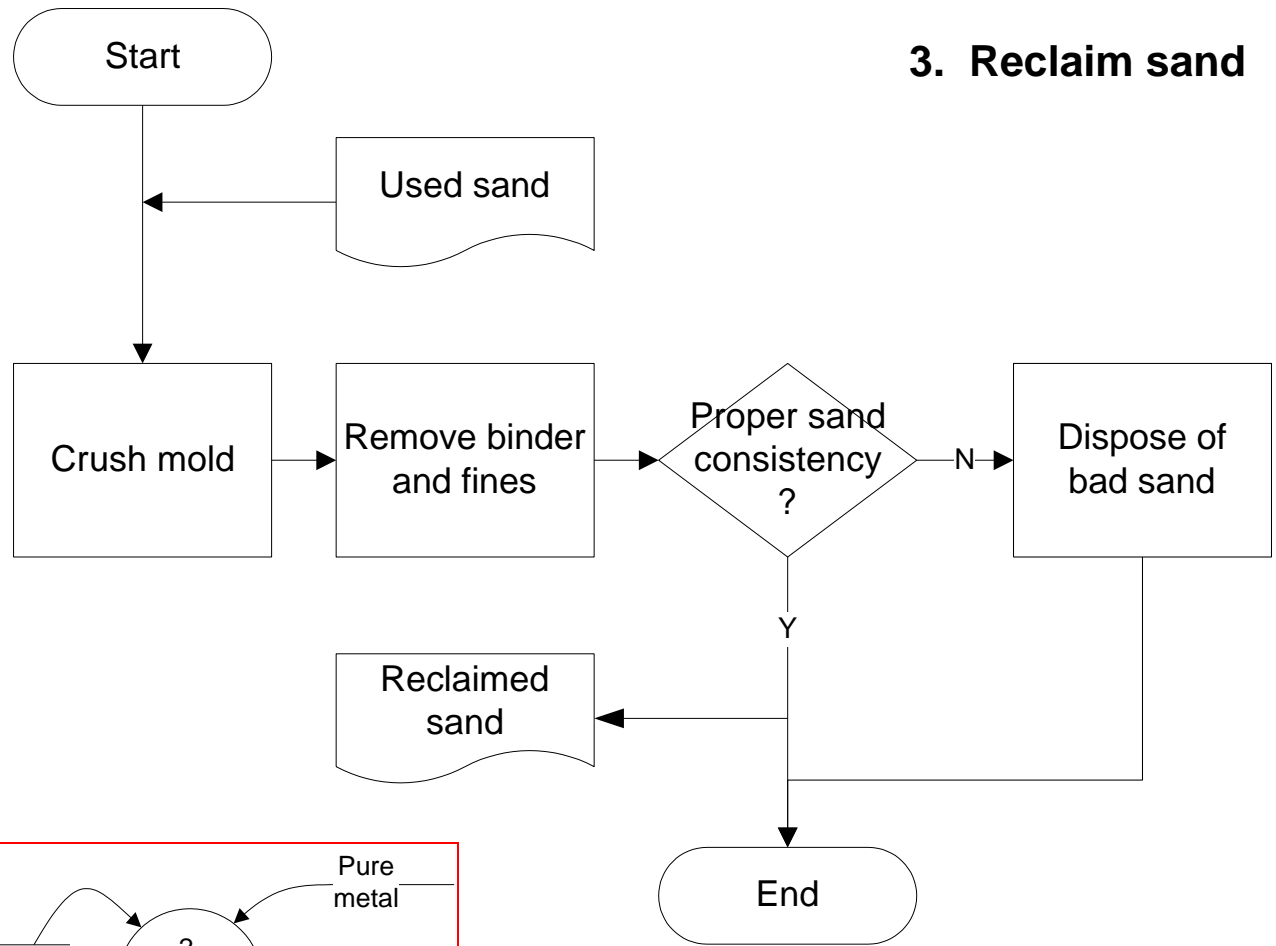 Start
3. Reclaim sand
Used sand
Crush mold
Remove binder
and fines
Proper sand
consistency
?
N
Dispose of
bad sand
Y
Reclaimed
sand
End
Pure
metal